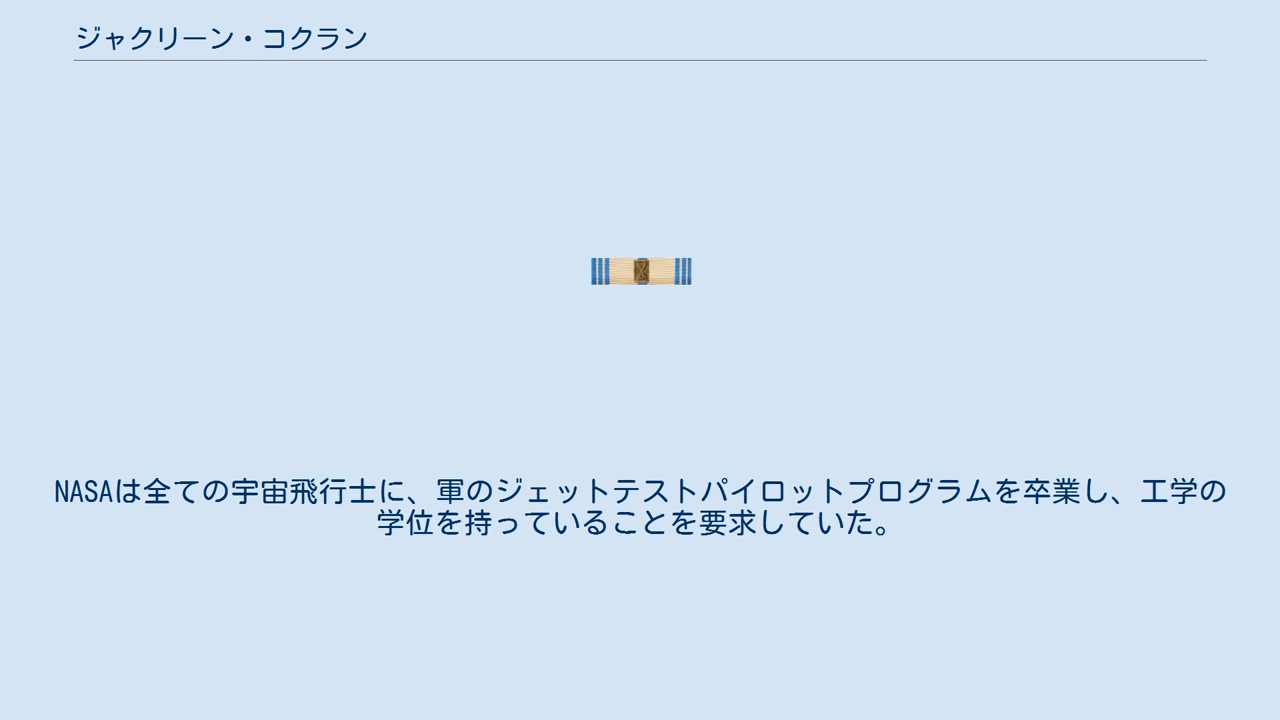 ジャクリーン・コクラン
NASAは全ての宇宙飛行士に、軍のジェットテストパイロットプログラムを卒業し、工学の
学位を持っていることを要求していた。